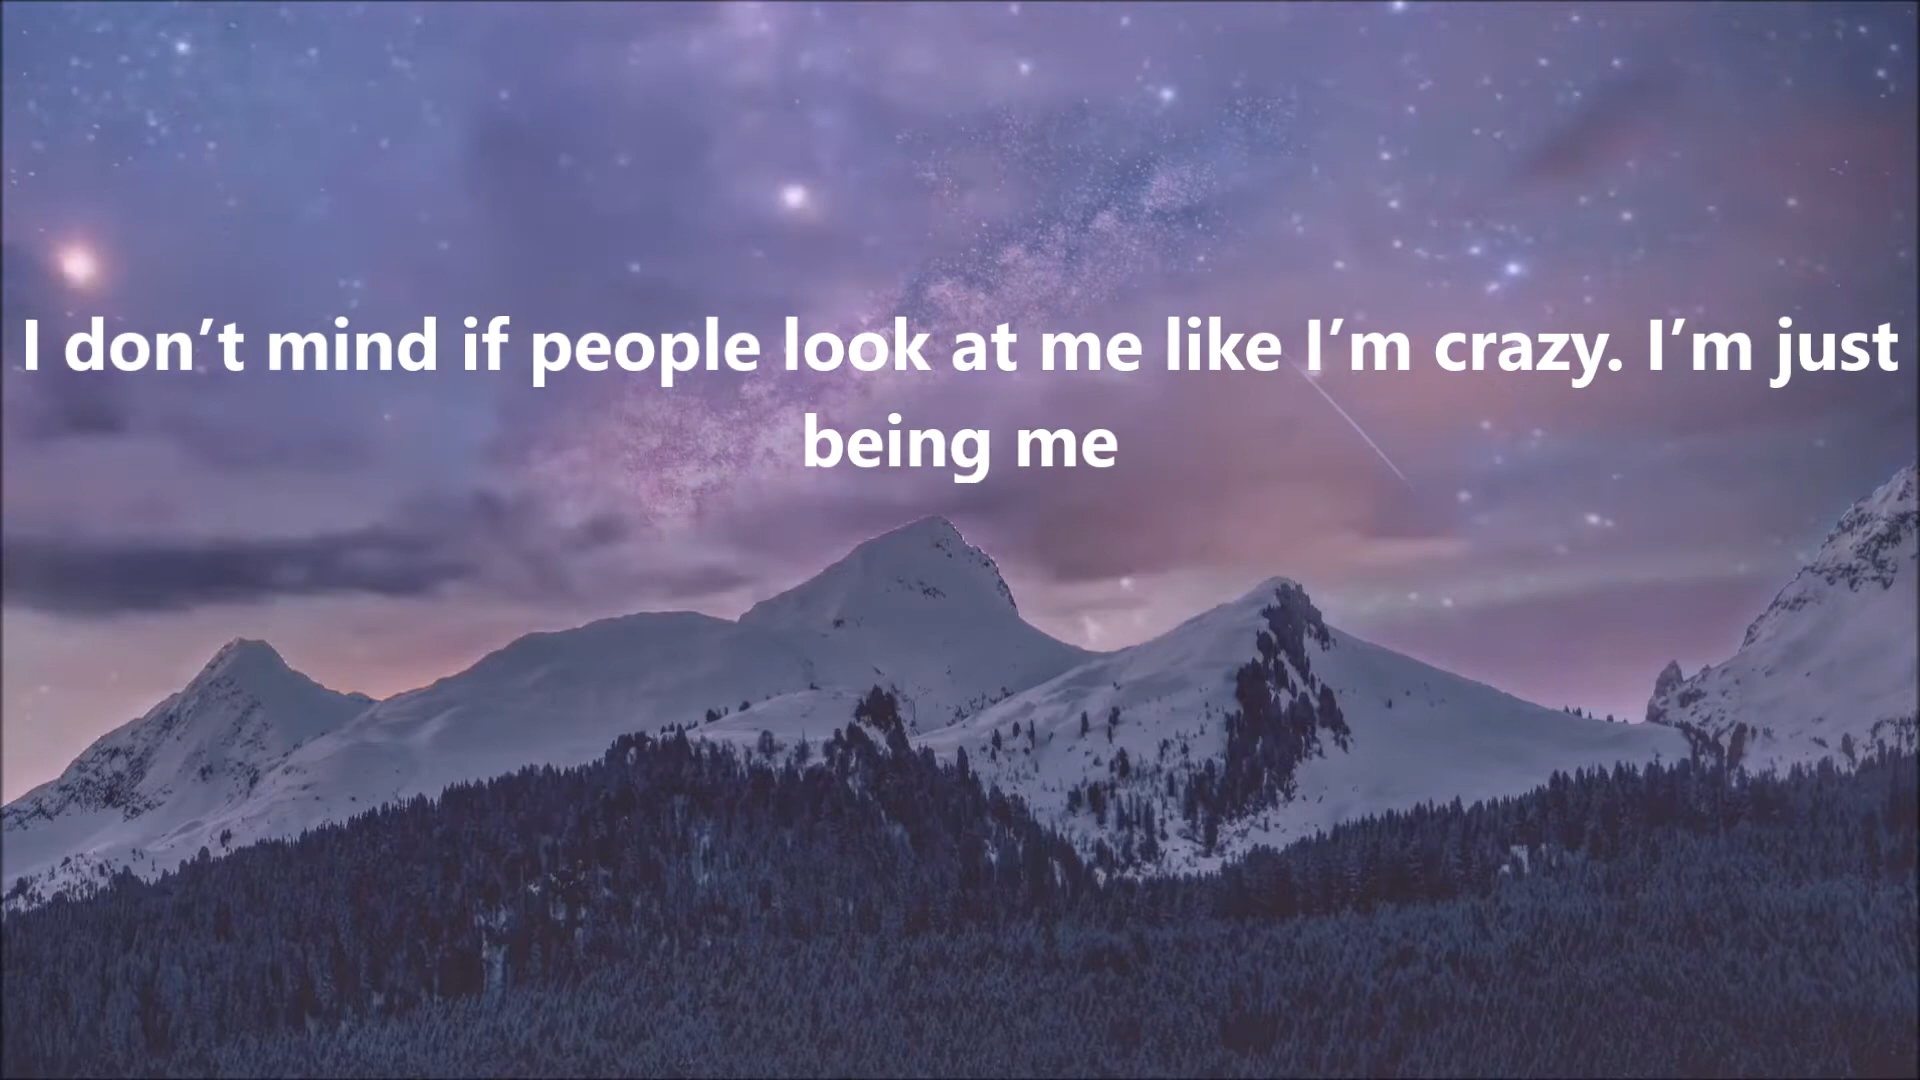 I don’t mind if people look at me like I’m crazy. I’m just
being me